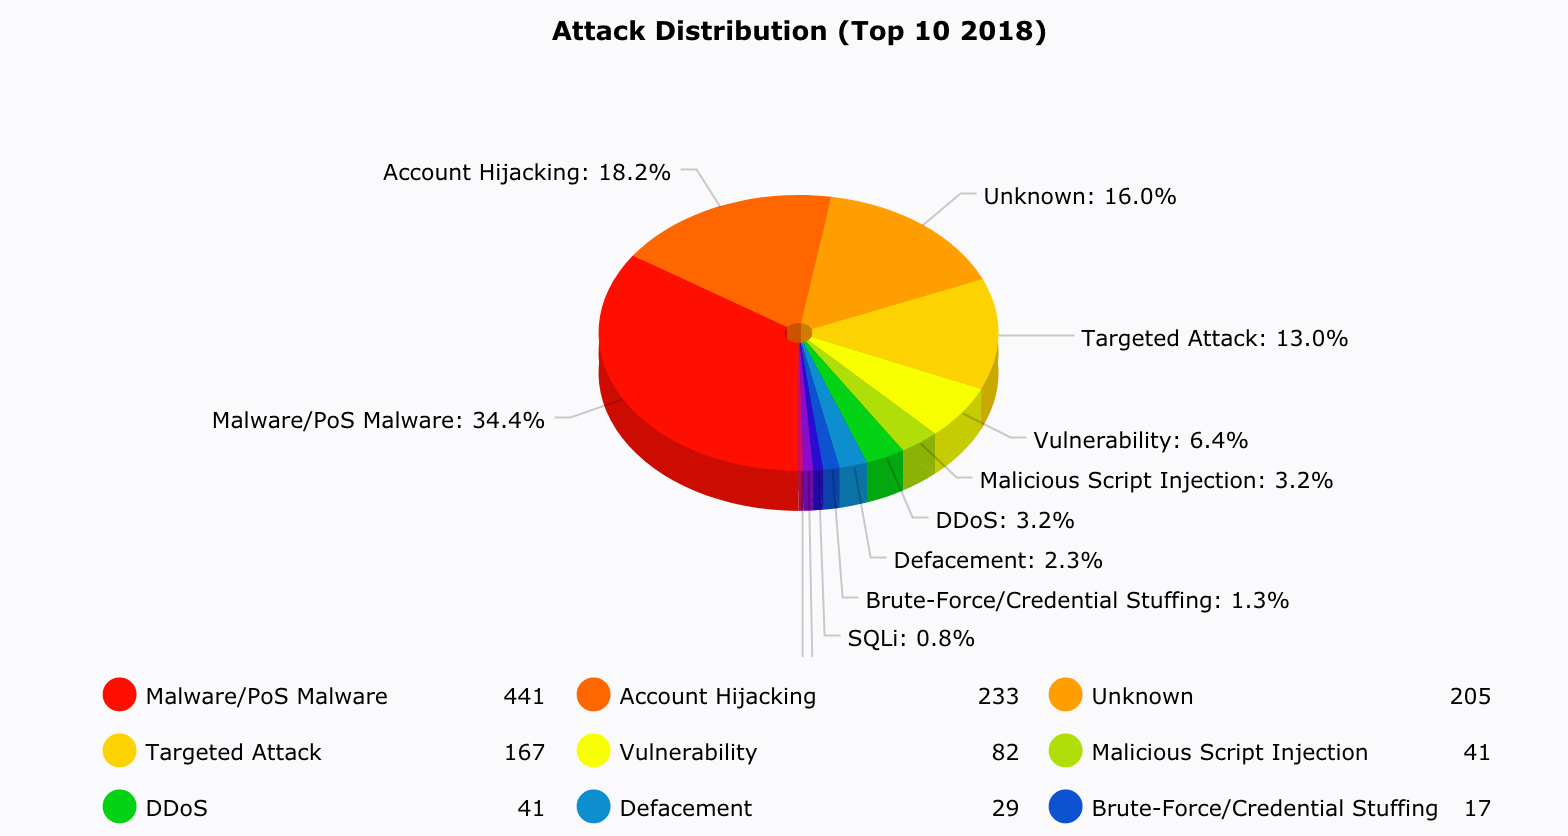 Attack Distribution (Top 10 2018)
Account Hijacking: 18.2%
Unknown: 16.0%
Targeted Attack: 13.0%
Malware/PoS Malware: 34.4%
Vulnerability: 6.4%
Malicious Script Injection: 3.2%
DDoS: 3.2%
Defacement: 2.3%
Brute-Force/Credential Stuffing: 1.3%
SQLi: 0.8%
Malware/PoS Malware 441 Account Hijacking 233 Unknown 205
Targeted Attack 167 Vulnerability 82 Malicious Script Injection 41
DDoS 41 Defacement 29 Brute-Force/Credential Stuffing 17